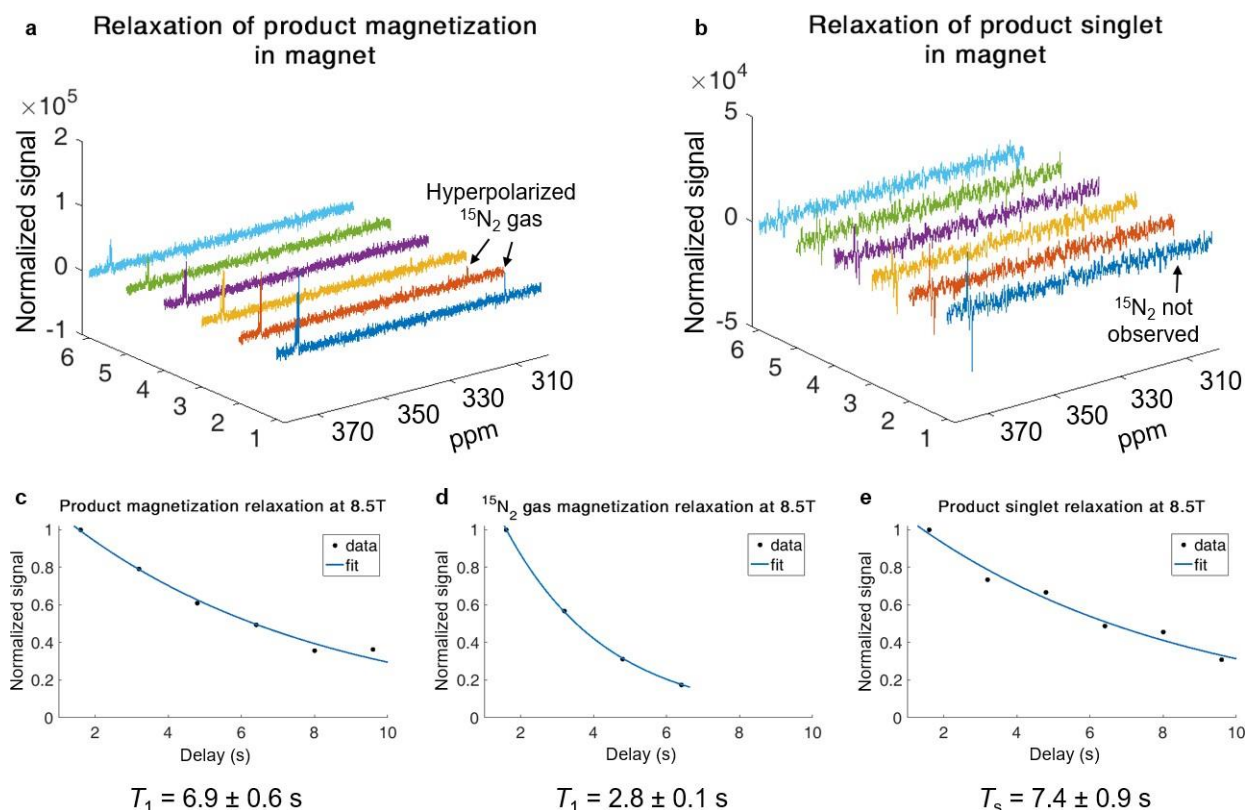 a
Relaxation of product magnetization
in magnet
×10⁵
2
1
0
-1
Normalized signal
6
5
4
3
2
1
370
350
330
310
ppm
Hyperpolarized
¹⁵N₂ gas
b
Relaxation of product singlet
in magnet
×10⁴
5
0
-5
Normalized signal
6
5
4
3
2
1
370
350
330
310
ppm
¹⁵N₂ not
observed
c
Product magnetization relaxation at 8.5T
1
0.8
0.6
0.4
0.2
0
Normalized signal
data
fit
2 4 6 8 10
Delay (s)
T₁ = 6.9 ± 0.6 s
d
¹⁵N₂ gas magnetization relaxation at 8.5T
1
0.8
0.6
0.4
0.2
0
Normalized signal
data
fit
2 4 6 8 10
Delay (s)
T₁ = 2.8 ± 0.1 s
e
Product singlet relaxation at 8.5T
1
0.8
0.6
0.4
0.2
0
Normalized signal
data
fit
2 4 6 8 10
Delay (s)
Tₛ = 7.4 ± 0.9 s